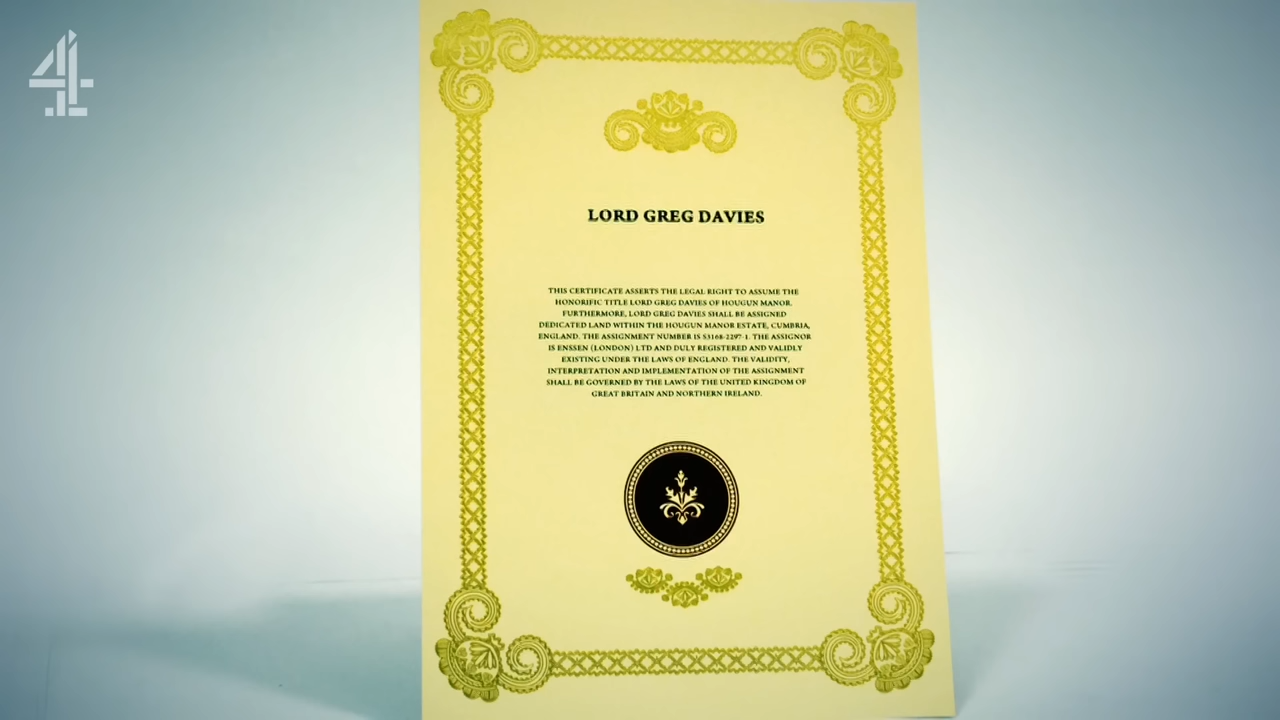 4
LORD GREG DAVIES
THIS CERTIFICATE ASSERTS THE LEGAL RIGHT TO ASSUME THE
HONORIFIC TITLE LORD GREG DAVIES OF HOUGUN MANOR.
FURTHERMORE, LORD GREG DAVIES SHALL BE ASSIGNED
DEDICATED LAND WITHIN THE HOUGUN MANOR ESTATE, CUMBRIA,
ENGLAND. THE ASSIGNMENT NUMBER IS S3168-2297-1. THE ASSIGNOR
IS ENSSEN (LONDON) LTD AND DULY REGISTERED AND VALIDLY
EXISTING UNDER THE LAWS OF ENGLAND. THE VALIDITY,
INTERPRETATION AND IMPLEMENTATION OF THE ASSIGNMENT
SHALL BE GOVERNED BY THE LAWS OF THE UNITED KINGDOM OF
GREAT BRITAIN AND NORTHERN IRELAND.